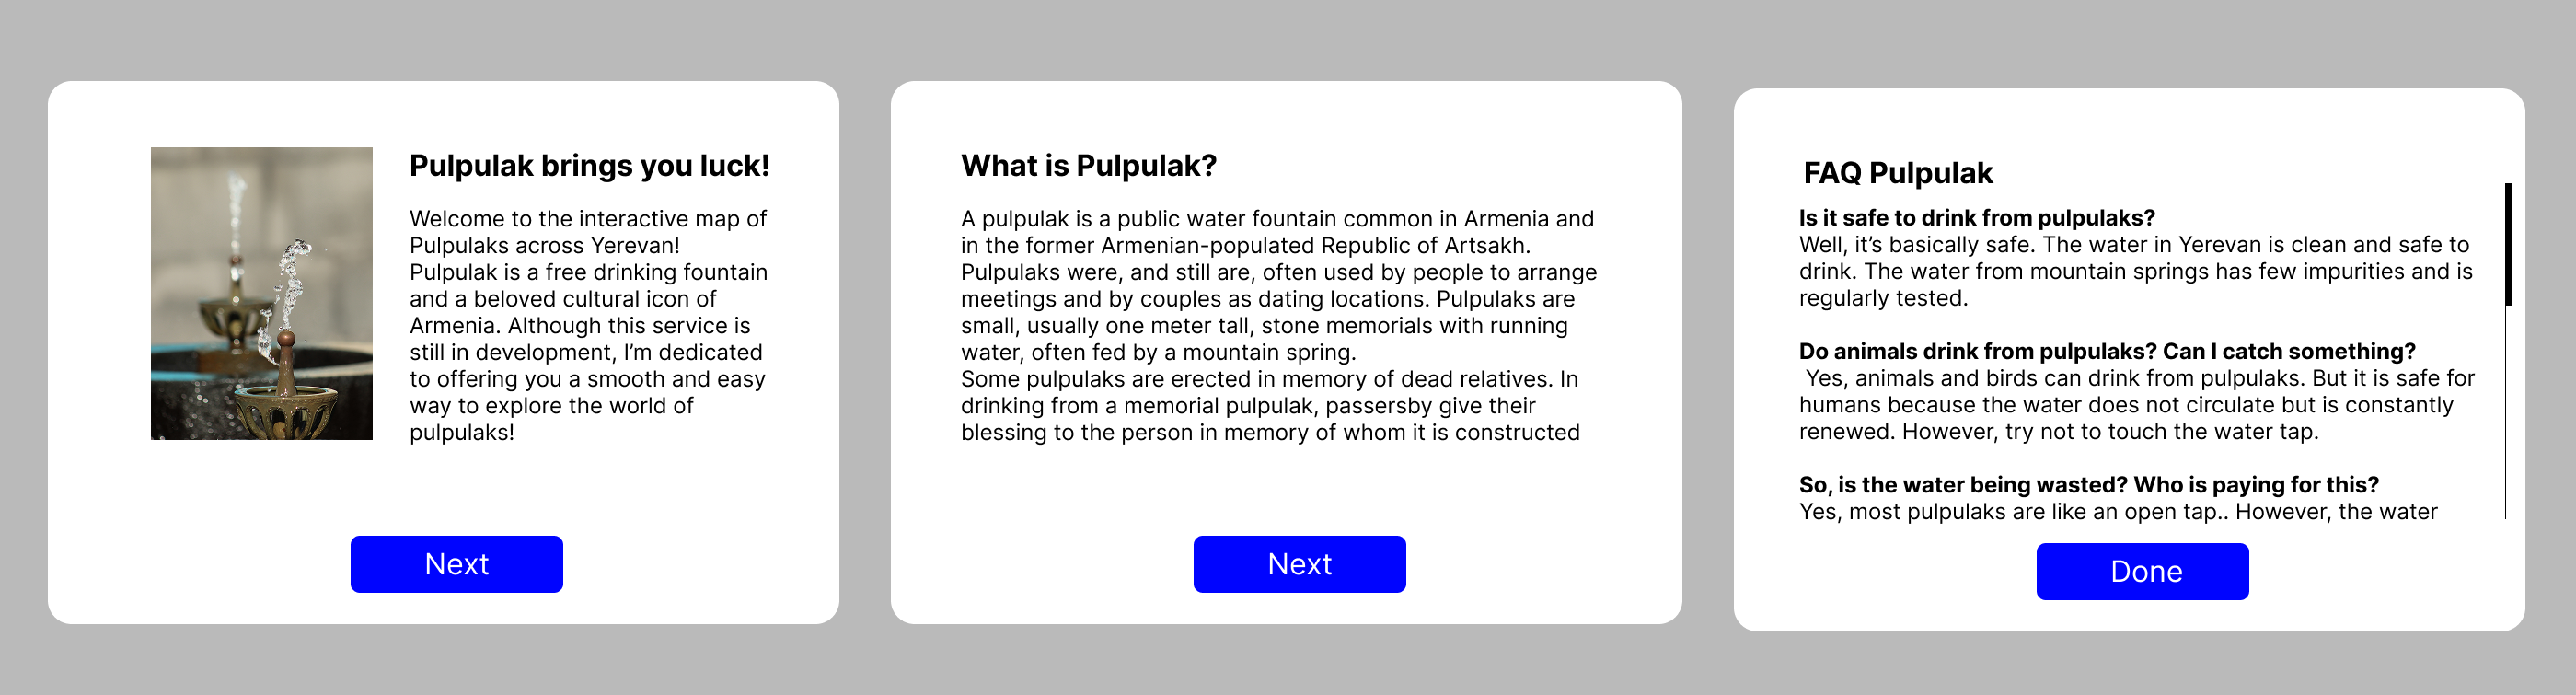 Pulpulak brings you luck!
Welcome to the interactive map of
Pulpulaks across Yerevan!
Pulpulak is a free drinking fountain
and a beloved cultural icon of
Armenia. Although this service is
still in development, I’m dedicated
to offering you a smooth and easy
way to explore the world of
pulpulaks!
Next
What is Pulpulak?
A pulpulak is a public water fountain common in Armenia and
in the former Armenian-populated Republic of Artsakh.
Pulpulaks were, and still are, often used by people to arrange
meetings and by couples as dating locations. Pulpulaks are
small, usually one meter tall, stone memorials with running
water, often fed by a mountain spring.
Some pulpulaks are erected in memory of dead relatives. In
drinking from a memorial pulpulak, passersby give their
blessing to the person in memory of whom it is constructed
Next
FAQ Pulpulak
Is it safe to drink from pulpulaks?
Well, it’s basically safe. The water in Yerevan is clean and safe to
drink. The water from mountain springs has few impurities and is
regularly tested.
Do animals drink from pulpulaks? Can I catch something?
Yes, animals and birds can drink from pulpulaks. But it is safe for
humans because the water does not circulate but is constantly
renewed. However, try not to touch the water tap.
So, is the water being wasted? Who is paying for this?
Yes, most pulpulaks are like an open tap.. However, the water
Done